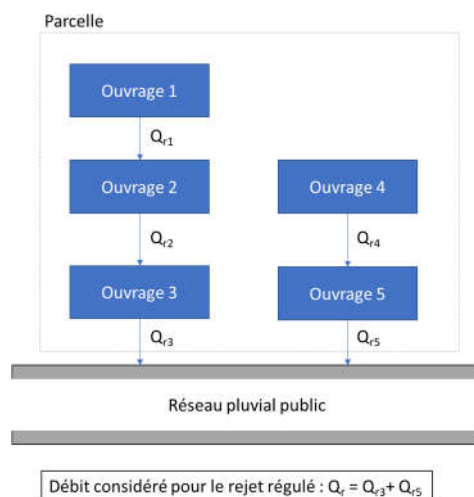 Parcelle
Ouvrage 1
Qr1
Ouvrage 2
Ouvrage 4
Qr2
Qr4
Ouvrage 3
Ouvrage 5
Qr3
Qr5
Réseau pluvial public
Débit considéré pour le rejet régulé : Qr = Qr3+ Qr5